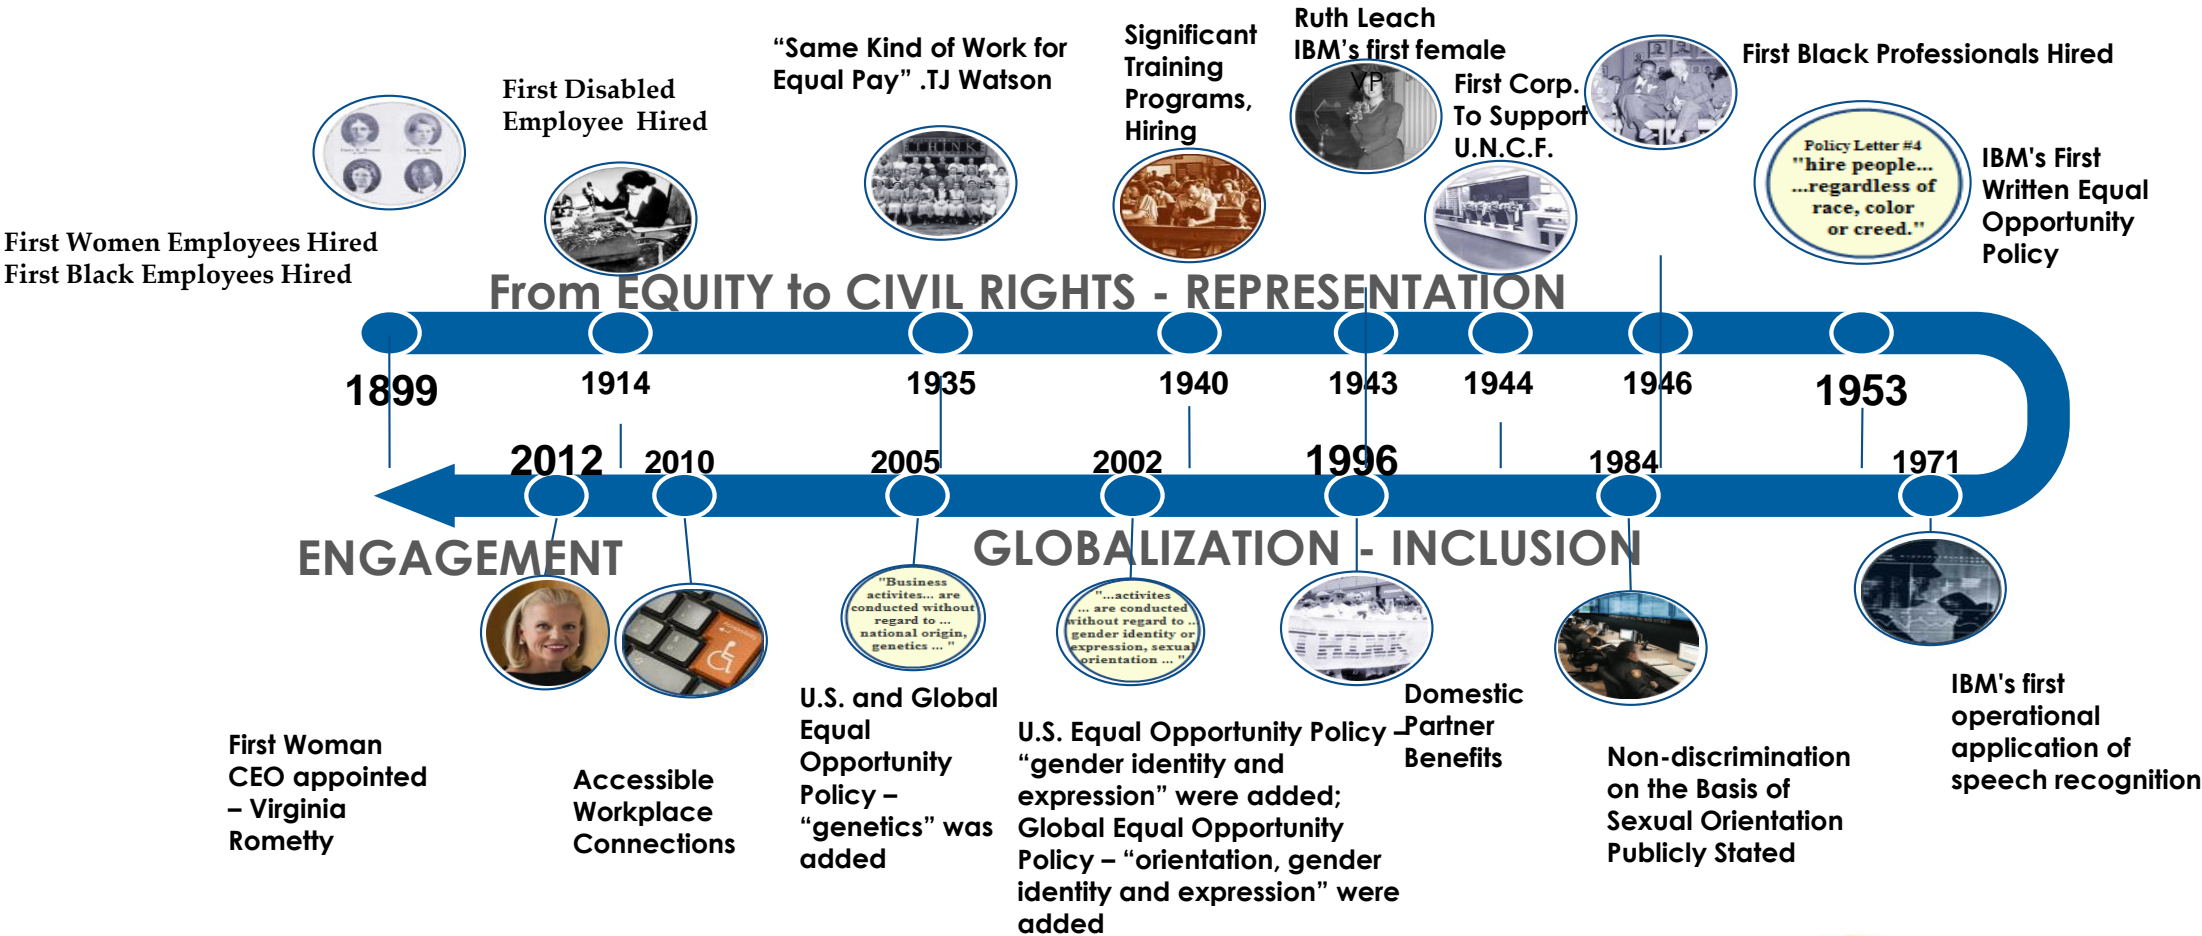 First Women Employees Hired
First Black Employees Hired
First Disabled
Employee Hired
“Same Kind of Work for
Equal Pay” .TJ Watson
THINK
Significant
Training
Programs,
Hiring
Ruth Leach
IBM’s first female
VP
First Corp.
To Support
U.N.C.F.
First Black Professionals Hired
Policy Letter #4
"hire people...
...regardless of
race, color
or creed."
IBM's First
Written Equal
Opportunity
Policy
From EQUITY to CIVIL RIGHTS - REPRESENTATION
1899
1914
1935
1940
1943
1944
1946
1953
2012
2010
2005
2002
1996
1984
1971
ENGAGEMENT
GLOBALIZATION - INCLUSION
First Woman
CEO appointed
– Virginia
Rometty
Accessible
Workplace
Connections
"Business
activites... are
conducted without
regard to ...
national origin,
genetics ... "
U.S. and Global
Equal
Opportunity
Policy –
“genetics” was
added
"...activites
... are conducted
without regard to ...
gender identity or
expression, sexual
orientation ... "
U.S. Equal Opportunity Policy –
“gender identity and
expression” were added;
Global Equal Opportunity
Policy – “orientation, gender
identity and expression” were
added
THINK
Domestic
Partner
Benefits
Non-discrimination
on the Basis of
Sexual Orientation
Publicly Stated
IBM's first
operational
application of
speech recognition